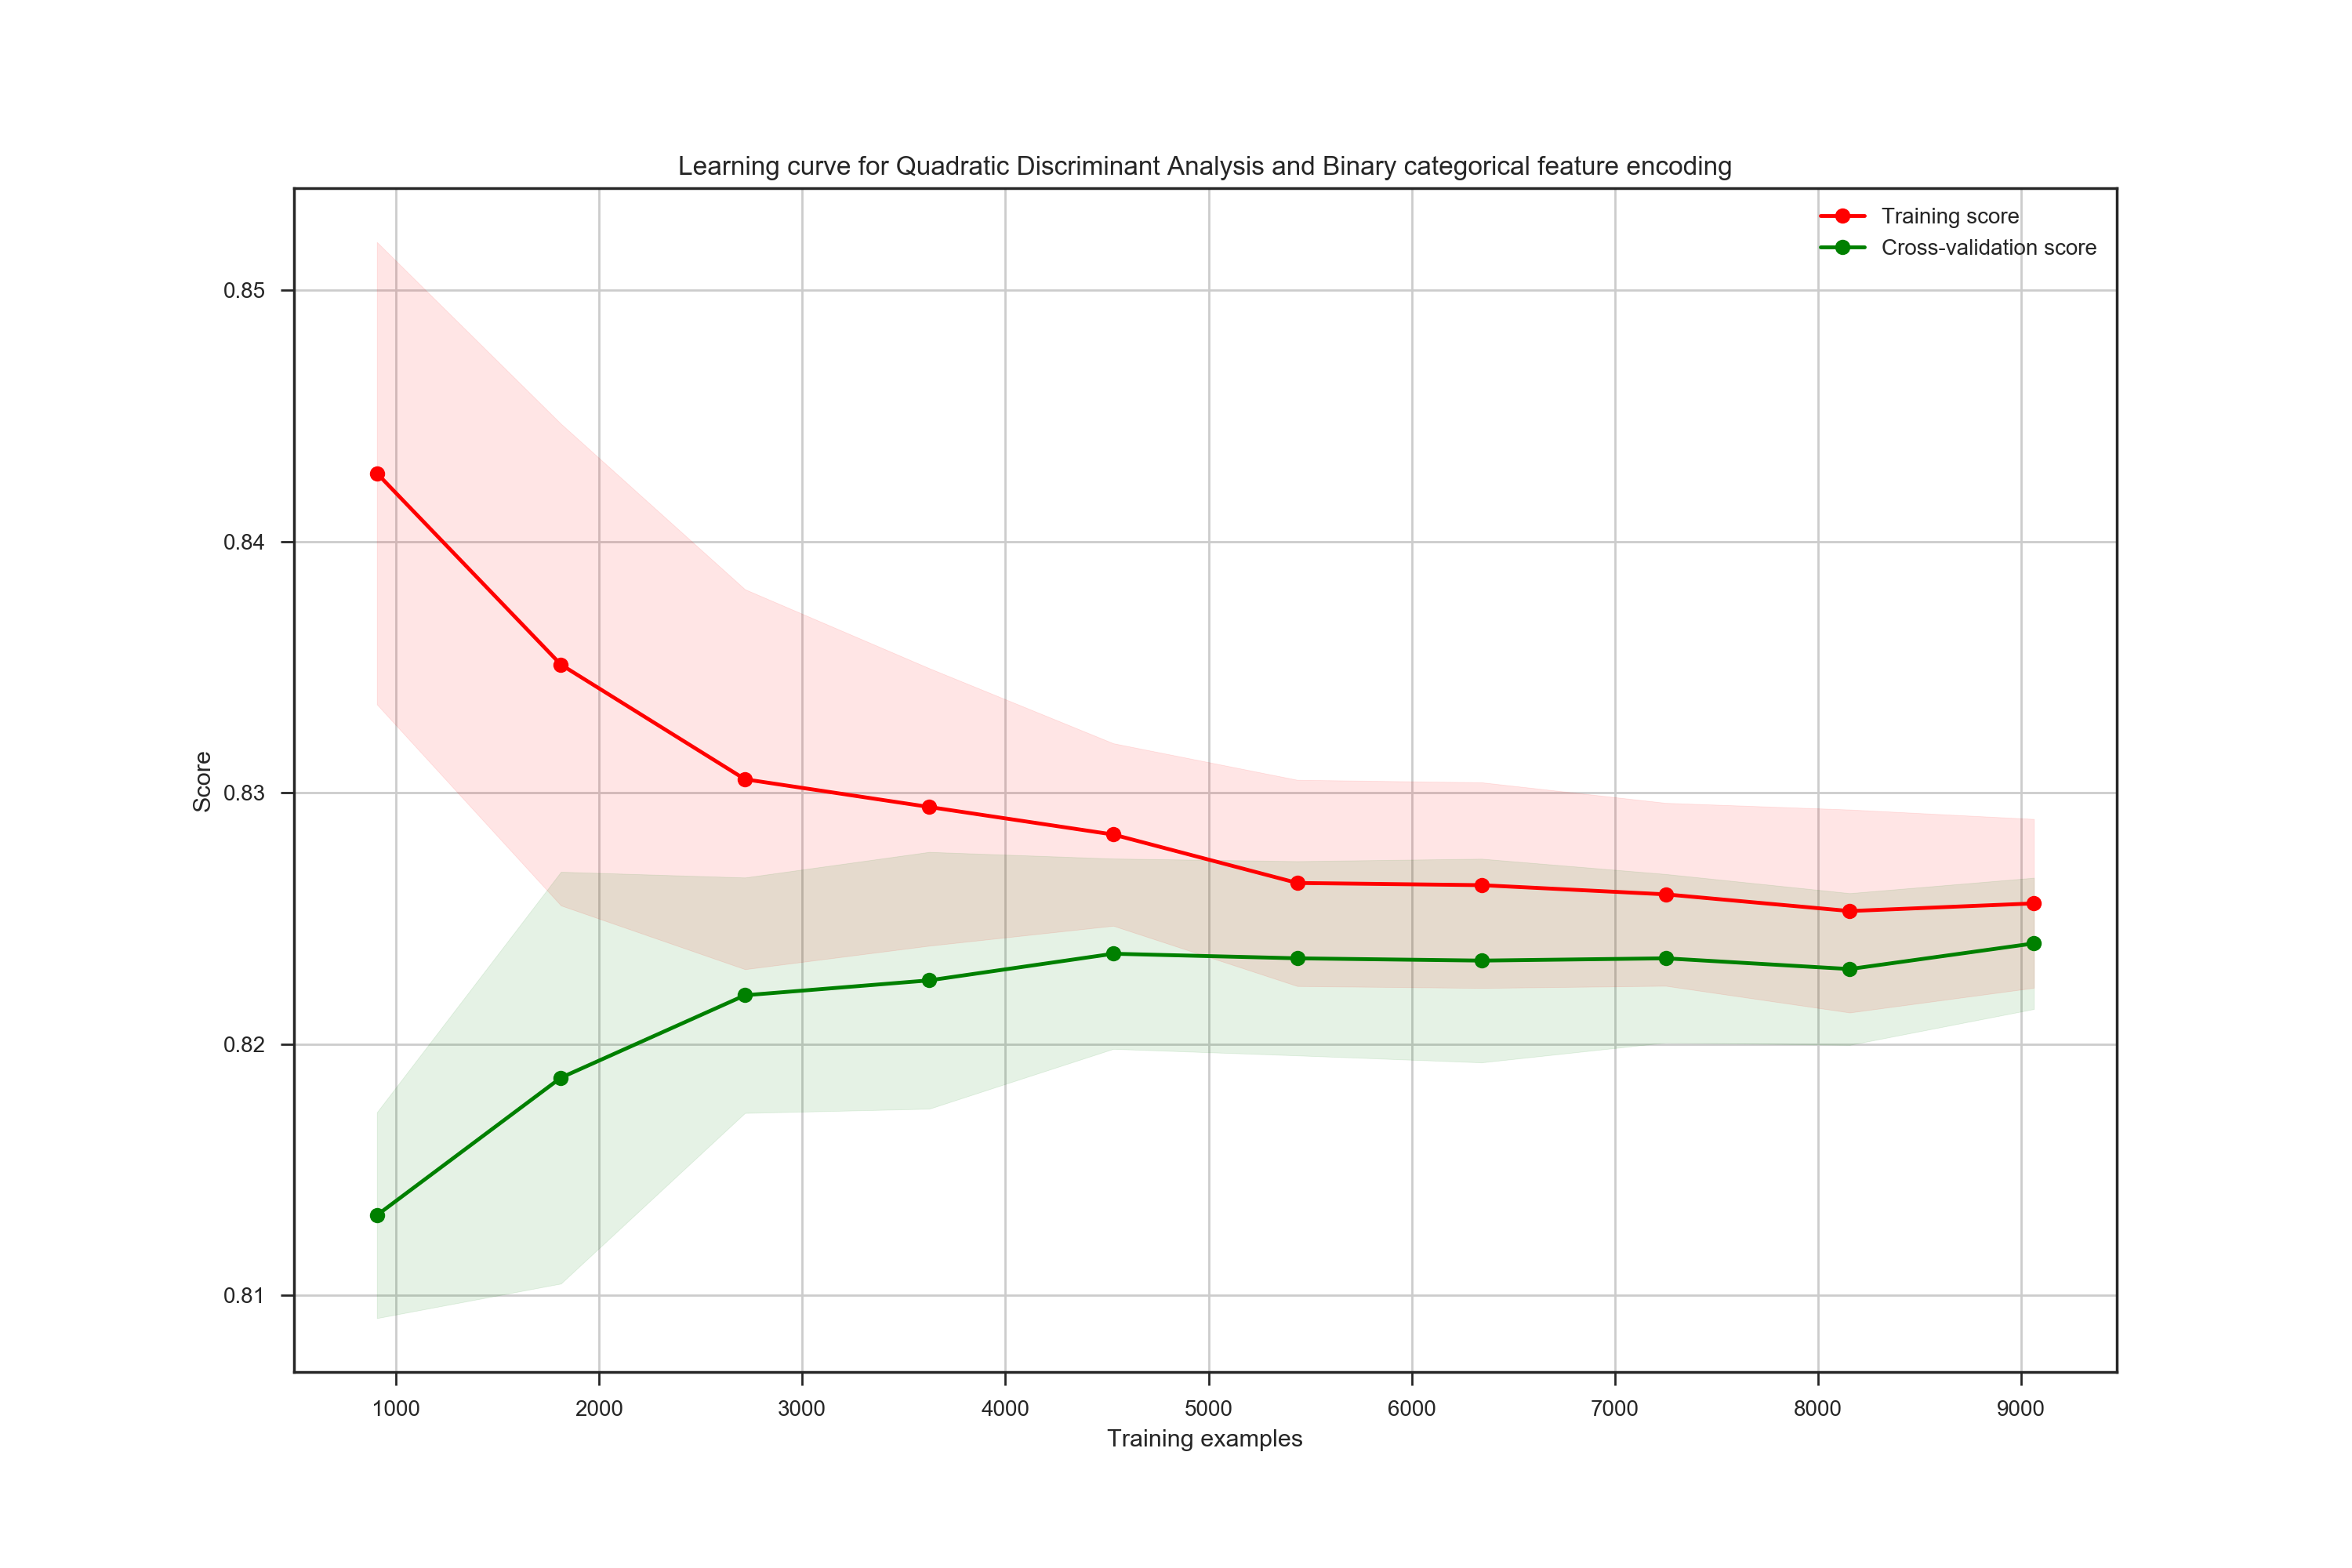 Learning curve for Quadratic Discriminant Analysis and Binary categorical feature encoding
Training score
Cross-validation score
0.85
0.84
0.83
0.82
0.81
Score
1000 2000 3000 4000 5000 6000 7000 8000 9000
Training examples